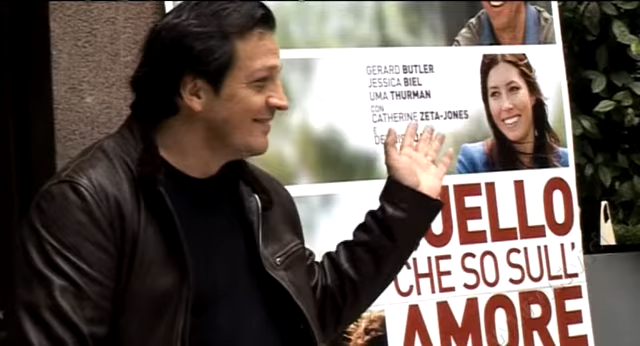 GERARD BUTLER
JESSICA BIEL
UMA THURMAN
CON
CATHERINE ZETA-JONES
E
UELLO
CHE SO SULL'
AMORE